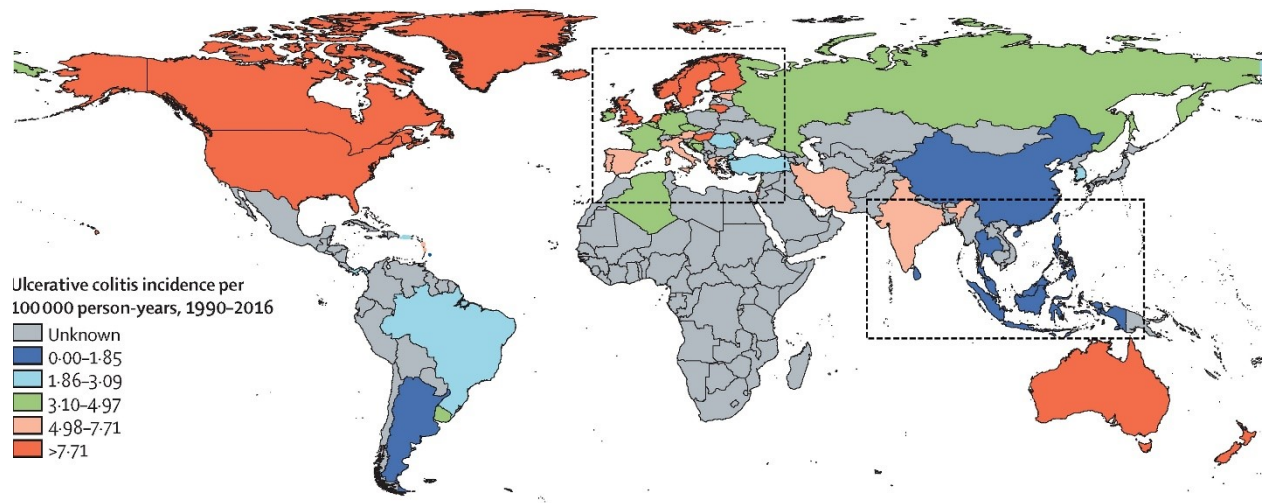 Ulcerative colitis incidence per
100 000 person-years, 1990–2016
Unknown
0·00–1·85
1·86–3·09
3·10–4·97
4·98–7·71
>7·71